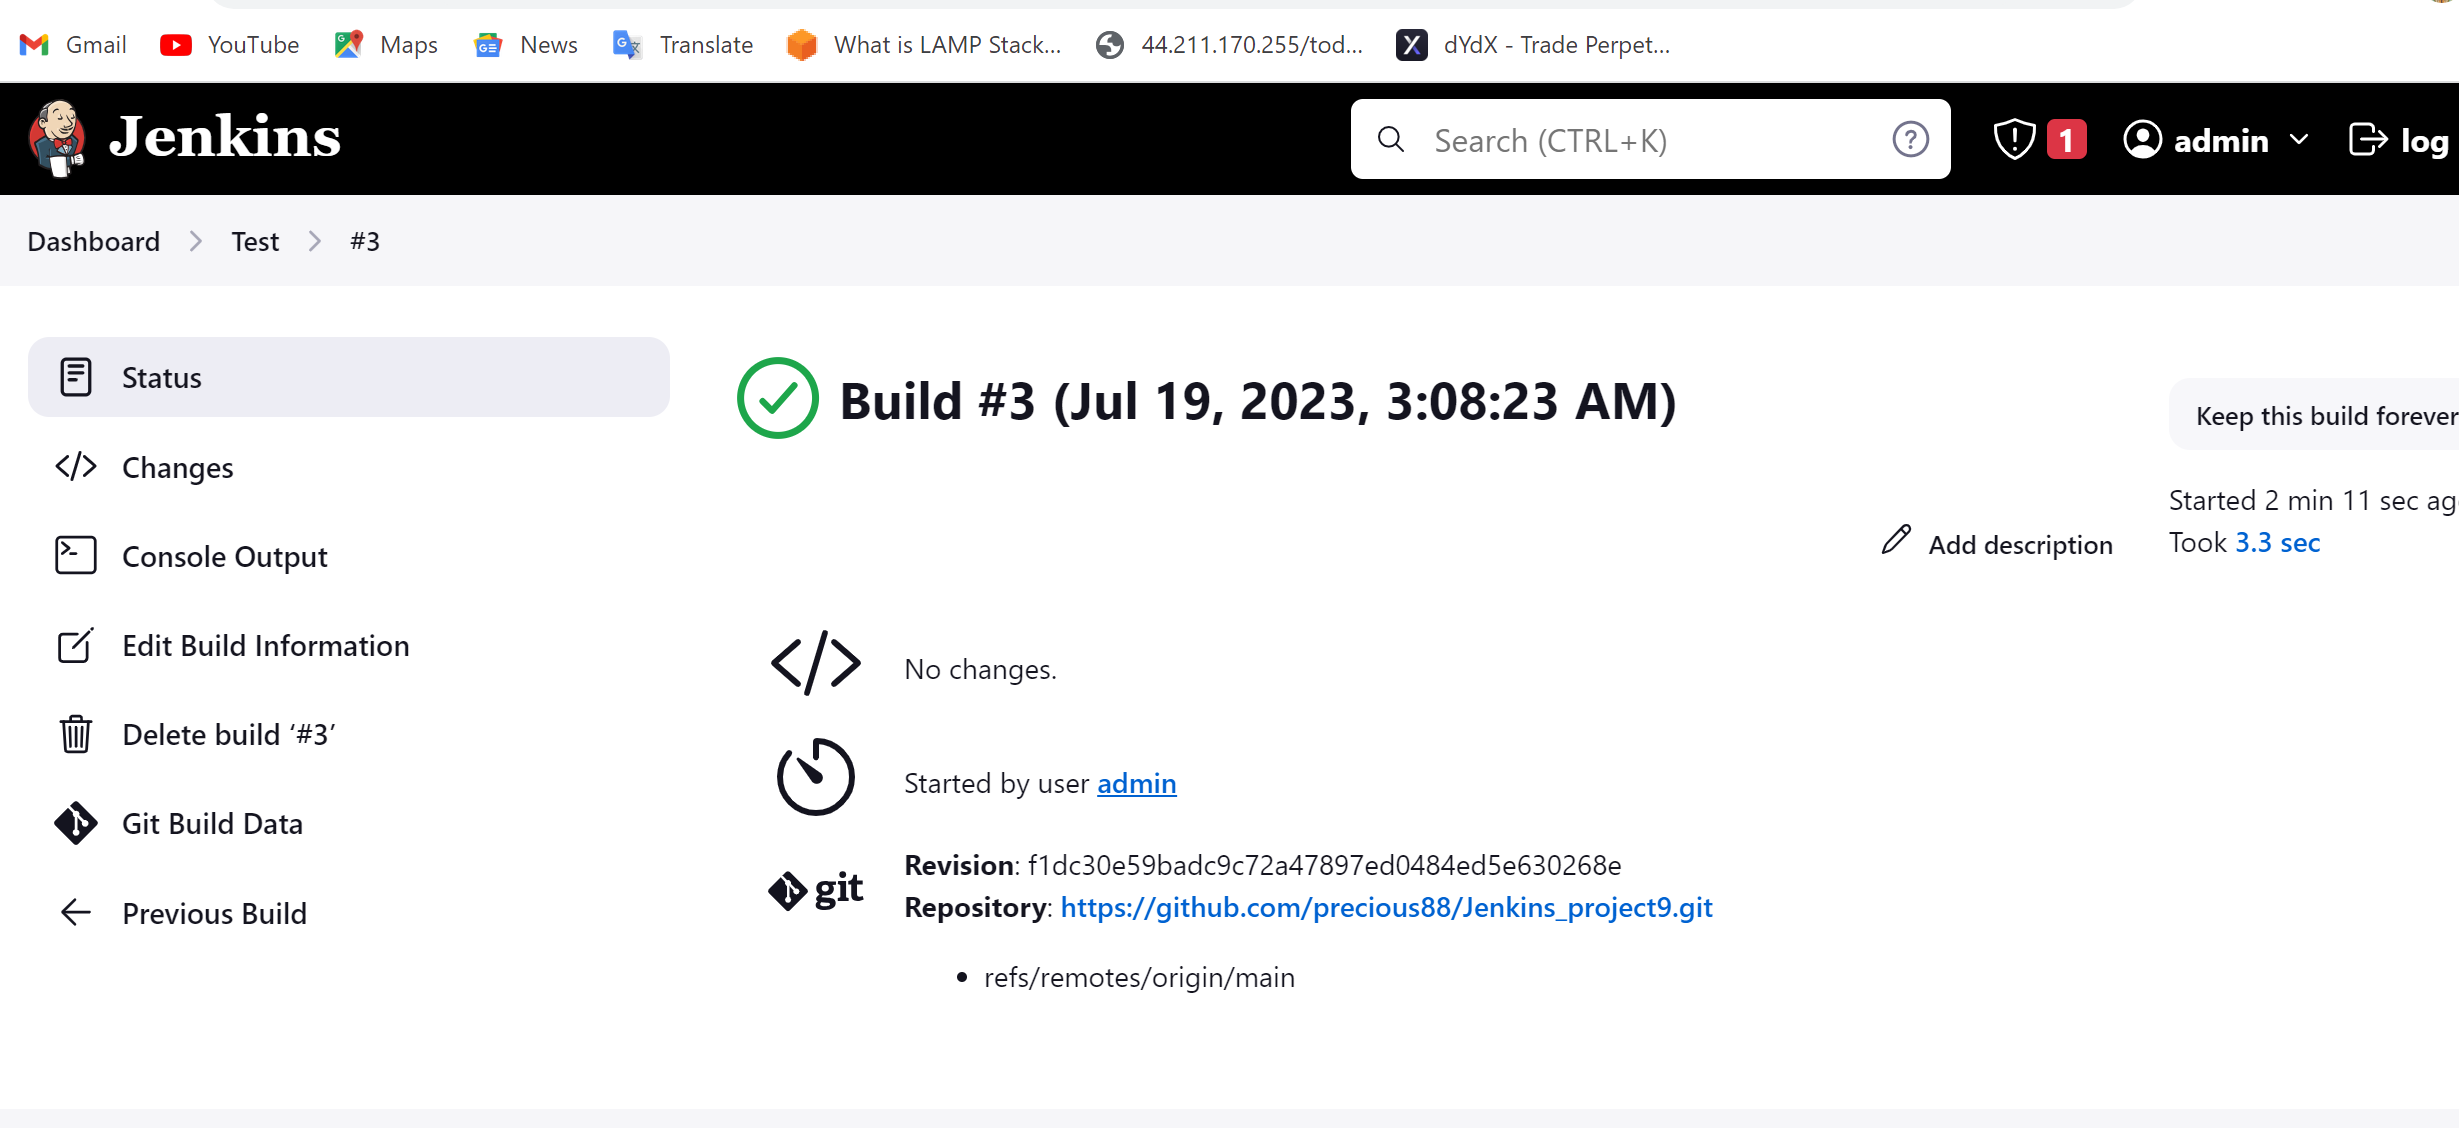 Gmail YouTube Maps News Translate What is LAMP Stack... 44.211.170.255/tod... dYdX - Trade Perpet...
Jenkins Search (CTRL+K) 1 admin log
Dashboard Test #3
Status
Build #3 (Jul 19, 2023, 3:08:23 AM)
Keep this build forever
Changes
Started 2 min 11 sec ag
Add description
Took 3.3 sec
Console Output
Edit Build Information
No changes.
Delete build ‘#3’
Started by user admin
Git Build Data
git
Revision: f1dc30e59badc9c72a47897ed0484ed5e630268e
Repository: https://github.com/precious88/Jenkins_project9.git
Previous Build
refs/remotes/origin/main